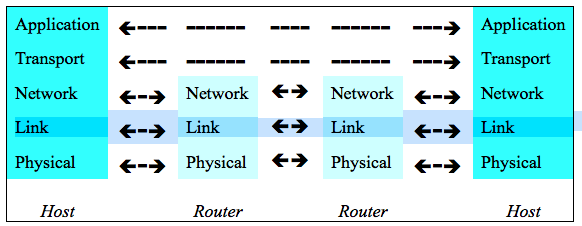 Application Application
Transport Transport
Network Network Network Network
Link Link Link Link
Physical Physical Physical Physical
Host Router Router Host